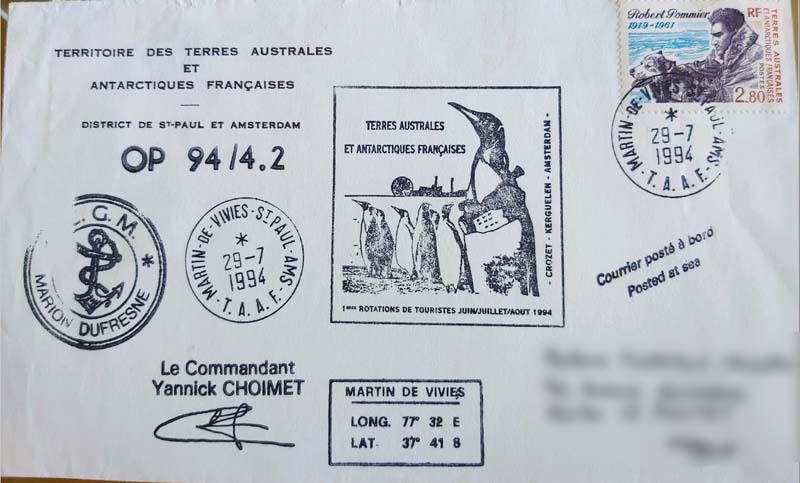 TERRITOIRE DES TERRES AUSTRALES
ET
ANTARCTIQUES FRANÇAISES
DISTRICT DE ST-PAUL ET AMSTERDAM
OP 94/4.2
Robert Pommier
1919-1961
RF
TERRES AUSTRALES
ET ANTARCTIQUES FRANÇAISES
POSTES
2.80
MARTIN-DE-VIVIES-ST PAUL-AMS.
*
29-7
1994
T.A.A.F.
TERRES AUSTRALES
ET ANTARCTIQUES FRANÇAISES
- CROZET - KERGUELEN - AMSTERDAM -
1ères ROTATIONS DE TOURISTES JUIN/JUILLET/AOUT 1994
.G.M. *
MARION DUFRESNE
MARTIN-DE-VIVIES-ST PAUL-AMS.
*
29-7
1994
T.A.A.F.
Courrier posté à bord
Posted at sea
Le Commandant
Yannick CHOIMET
MARTIN DE VIVIES
LONG. 77° 32 E
LAT. 37° 41 S